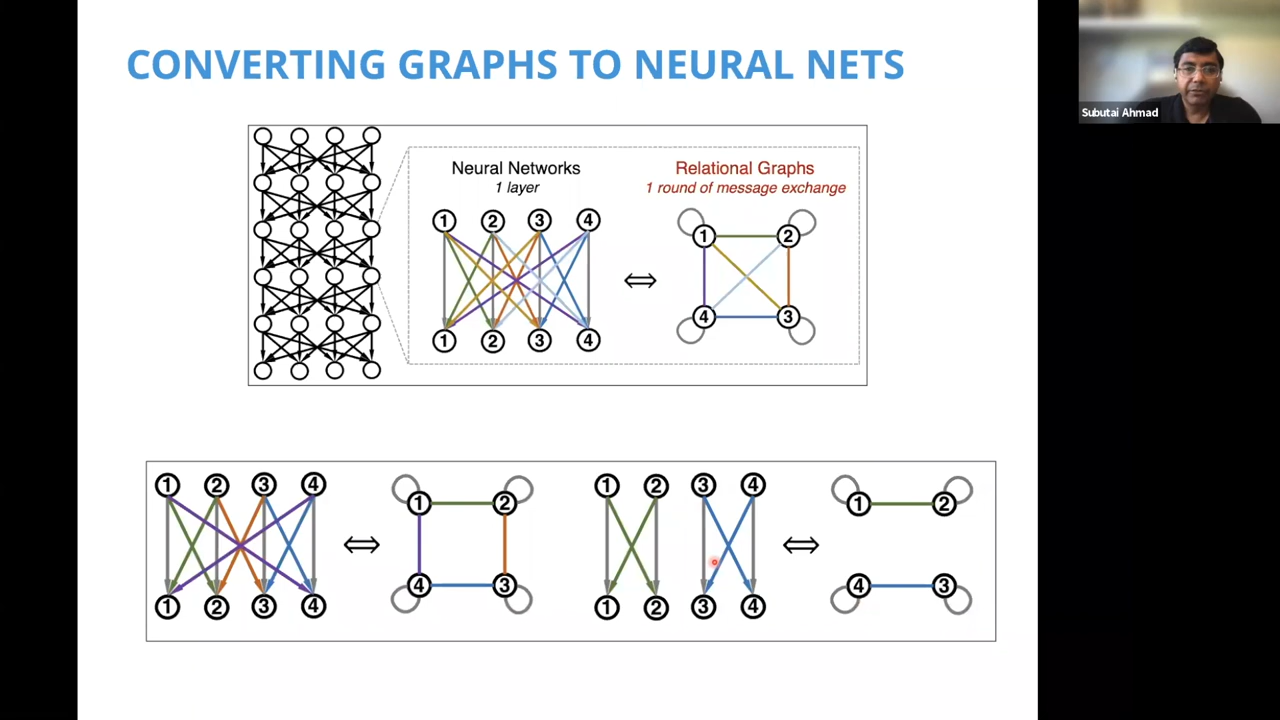 CONVERTING GRAPHS TO NEURAL NETS
Subutai Ahmad
Neural Networks
1 layer
Relational Graphs
1 round of message exchange
1 2 3 4
1 2
1 2 3 4
4 3
1 2 3 4
1 2
1 2 3 4
1 2
4 3
4 3
1 2 3 4
1 2 3 4